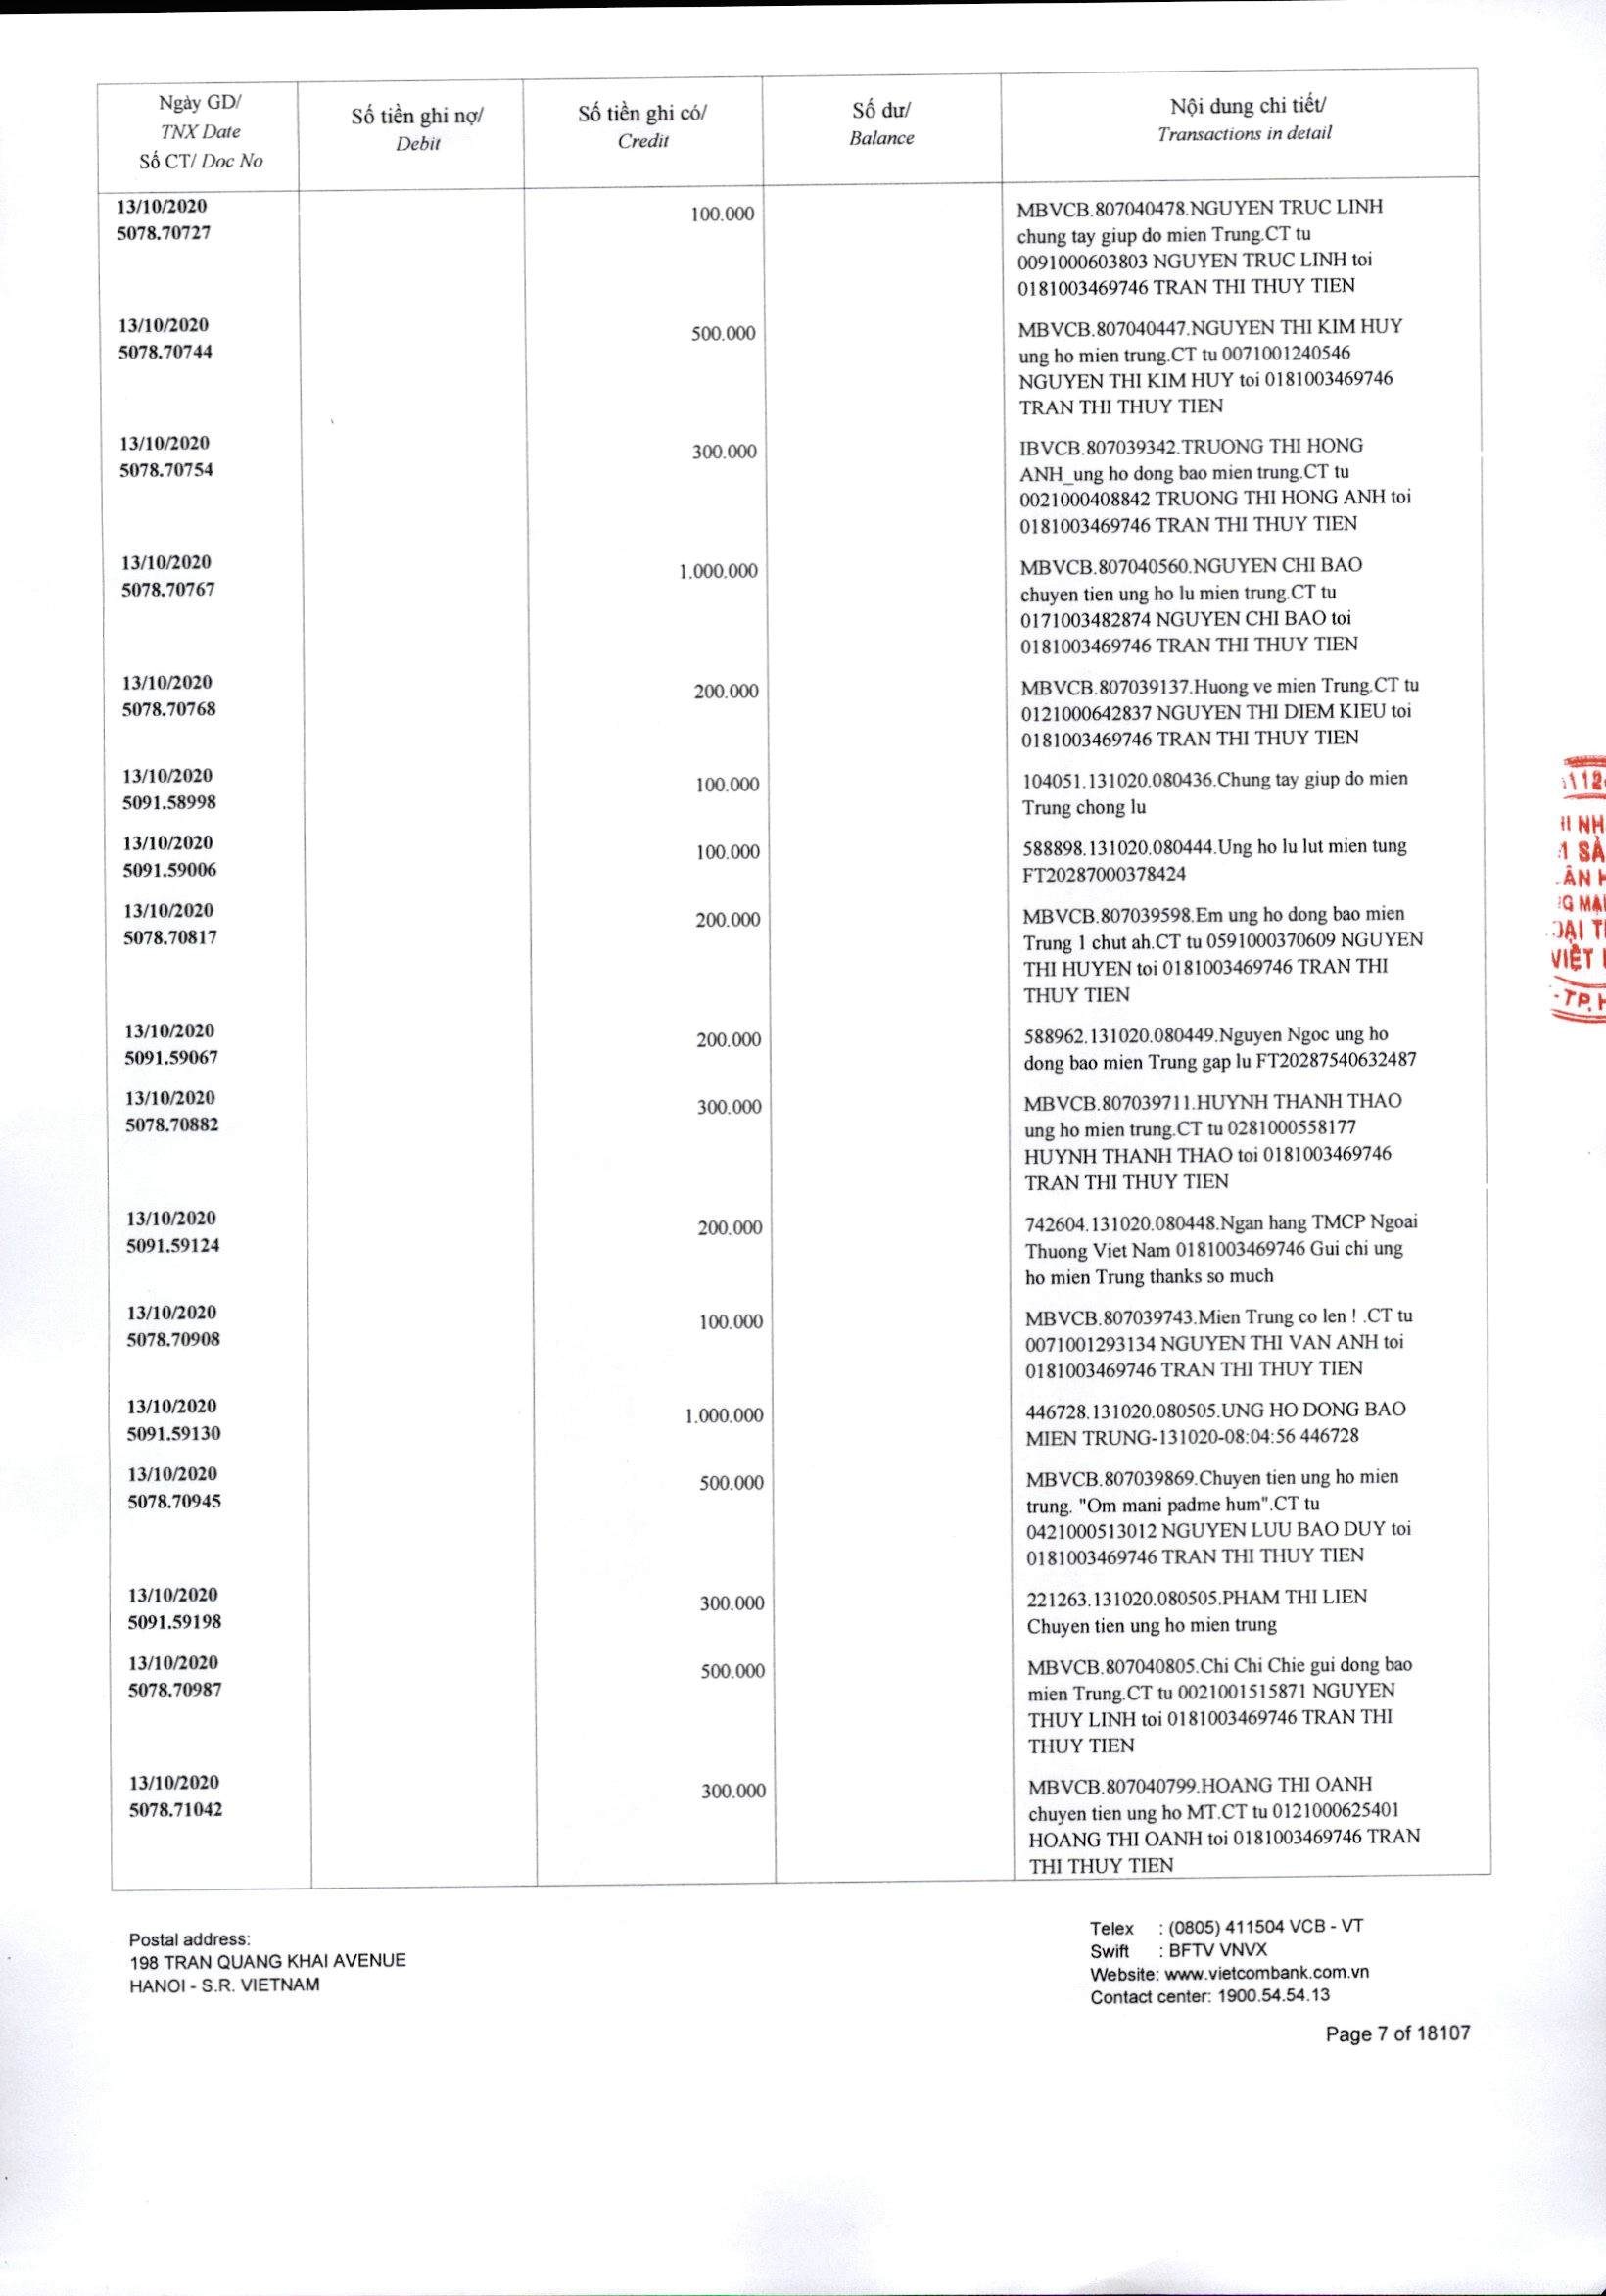 Ngày GD/
TNX Date
Số CT/ Doc No
Số tiền ghi nợ/
Debit
Số tiền ghi có/
Credit
Số dư/
Balance
Nội dung chi tiết/
Transactions in detail
13/10/2020
5078.70727
100.000
MBVCB.807040478.NGUYEN TRUC LINH
chung tay giup do mien Trung.CT tu
0091000603803 NGUYEN TRUC LINH toi
0181003469746 TRAN THI THUY TIEN
13/10/2020
5078.70744
500.000
MBVCB.807040447.NGUYEN THI KIM HUY
ung ho mien trung.CT tu 0071001240546
NGUYEN THI KIM HUY toi 0181003469746
TRAN THI THUY TIEN
13/10/2020
5078.70754
300.000
IBVCB.807039342.TRUONG THI HONG
ANH_ung ho dong bao mien trung.CT tu
0021000408842 TRUONG THI HONG ANH toi
0181003469746 TRAN THI THUY TIEN
13/10/2020
5078.70767
1.000.000
MBVCB.807040560.NGUYEN CHI BAO
chuyen tien ung ho lu mien trung.CT tu
0171003482874 NGUYEN CHI BAO toi
0181003469746 TRAN THI THUY TIEN
13/10/2020
5078.70768
200.000
MBVCB.807039137.Huong ve mien Trung.CT tu
0121000642837 NGUYEN THI DIEM KIEU toi
0181003469746 TRAN THI THUY TIEN
13/10/2020
5091.58998
100.000
104051.131020.080436.Chung tay giup do mien
Trung chong lu
13/10/2020
5091.59006
100.000
588898.131020.080444.Ung ho lu lut mien tung
FT20287000378424
13/10/2020
5078.70817
200.000
MBVCB.807039598.Em ung ho dong bao mien
Trung 1 chut ah.CT tu 0591000370609 NGUYEN
THI HUYEN toi 0181003469746 TRAN THI
THUY TIEN
13/10/2020
5091.59067
200.000
588962.131020.080449.Nguyen Ngoc ung ho
dong bao mien Trung gap lu FT20287540632487
13/10/2020
5078.70882
300.000
MBVCB.807039711.HUYNH THANH THAO
ung ho mien trung.CT tu 0281000558177
HUYNH THANH THAO toi 0181003469746
TRAN THI THUY TIEN
13/10/2020
5091.59124
200.000
742604.131020.080448.Ngan hang TMCP Ngoai
Thuong Viet Nam 0181003469746 Gui chi ung
ho mien Trung thanks so much
13/10/2020
5078.70908
100.000
MBVCB.807039743.Mien Trung co len ! .CT tu
0071001293134 NGUYEN THI VAN ANH toi
0181003469746 TRAN THI THUY TIEN
13/10/2020
5091.59130
1.000.000
446728.131020.080505.UNG HO DONG BAO
MIEN TRUNG-131020-08:04:56 446728
13/10/2020
5078.70945
500.000
MBVCB.807039869.Chuyen tien ung ho mien
trung. "Om mani padme hum".CT tu
0421000513012 NGUYEN LUU BAO DUY toi
0181003469746 TRAN THI THUY TIEN
13/10/2020
5091.59198
300.000
221263.131020.080505.PHAM THI LIEN
Chuyen tien ung ho mien trung
13/10/2020
5078.70987
500.000
MBVCB.807040805.Chi Chi Chie gui dong bao
mien Trung.CT tu 0021001515871 NGUYEN
THUY LINH toi 0181003469746 TRAN THI
THUY TIEN
13/10/2020
5078.71042
300.000
MBVCB.807040799.HOANG THI OANH
chuyen tien ung ho MT.CT tu 0121000625401
HOANG THI OANH toi 0181003469746 TRAN
THI THUY TIEN
Postal address:
198 TRAN QUANG KHAI AVENUE
HANOI - S.R. VIETNAM
Telex : (0805) 411504 VCB - VT
Swift : BFTV VNVX
Website: www.vietcombank.com.vn
Contact center: 1900.54.54.13
Page 7 of 18107
VIỆT